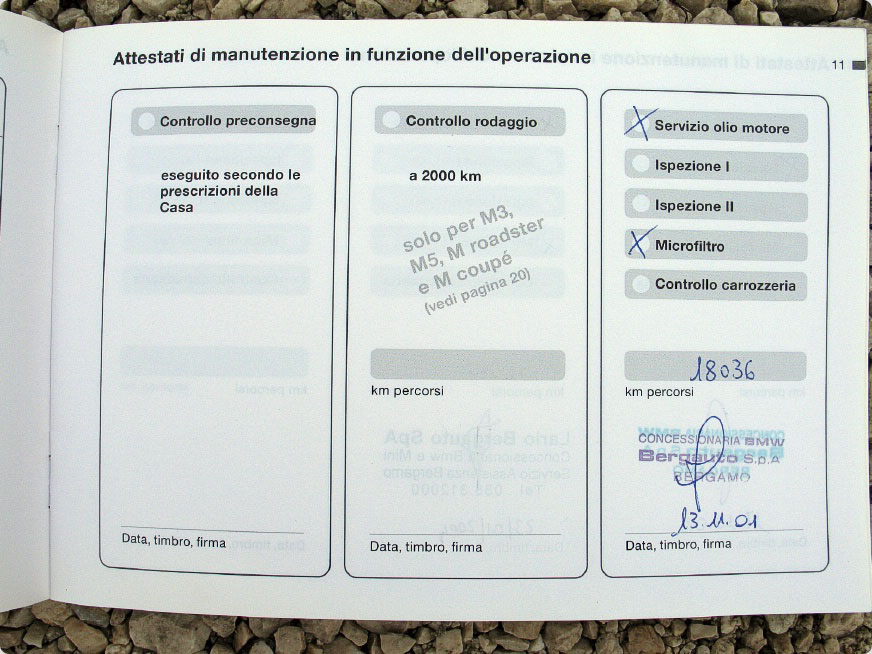 Attestati di manutenzione in funzione dell'operazione
11
Controllo preconsegna
eseguito secondo le
prescrizioni della
Casa
Data, timbro, firma
Controllo rodaggio
a 2000 km
solo per M3,
M5, M roadster
e M coupé
(vedi pagina 20)
km percorsi
Data, timbro, firma
Servizio olio motore
Ispezione I
Ispezione II
Microfiltro
Controllo carrozzeria
18036
km percorsi
CONCESSIONARIA BMW
Bergauto S.p.A
BERGAMO
13.11.01
Data, timbro, firma